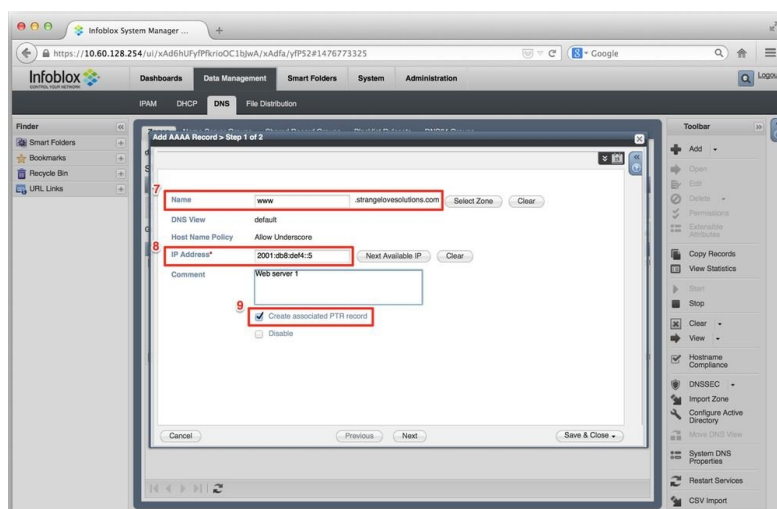 Infoblox System Manager ...
https://10.60.128.254/ui/xAd6hUFyfPfkrioOC1bJwA/xAdfa/yfPS2#1476773325
Google
Infoblox
CONTROL YOUR NETWORK
Dashboards Data Management Smart Folders System Administration
IPAM DHCP DNS File Distribution
Finder
Smart Folders
Bookmarks
Recycle Bin
URL Links
Add AAAA Record > Step 1 of 2
7
Name www .strangelovesolutions.com Select Zone Clear
DNS View default
Host Name Policy Allow Underscore
8
IP Address* 2001:db8:def4::5 Next Available IP Clear
Comment Web server 1
9
Create associated PTR record
Disable
Cancel Previous Next Save & Close
Toolbar
Add
Open
Edit
Delete
Permissions
Extensible Attributes
Copy Records
View Statistics
Start
Stop
Clear
View
Hostname
Compliance
DNSSEC
Import Zone
Configure Active
Directory
Move DNS View
System DNS
Properties
Restart Services
CSV Import